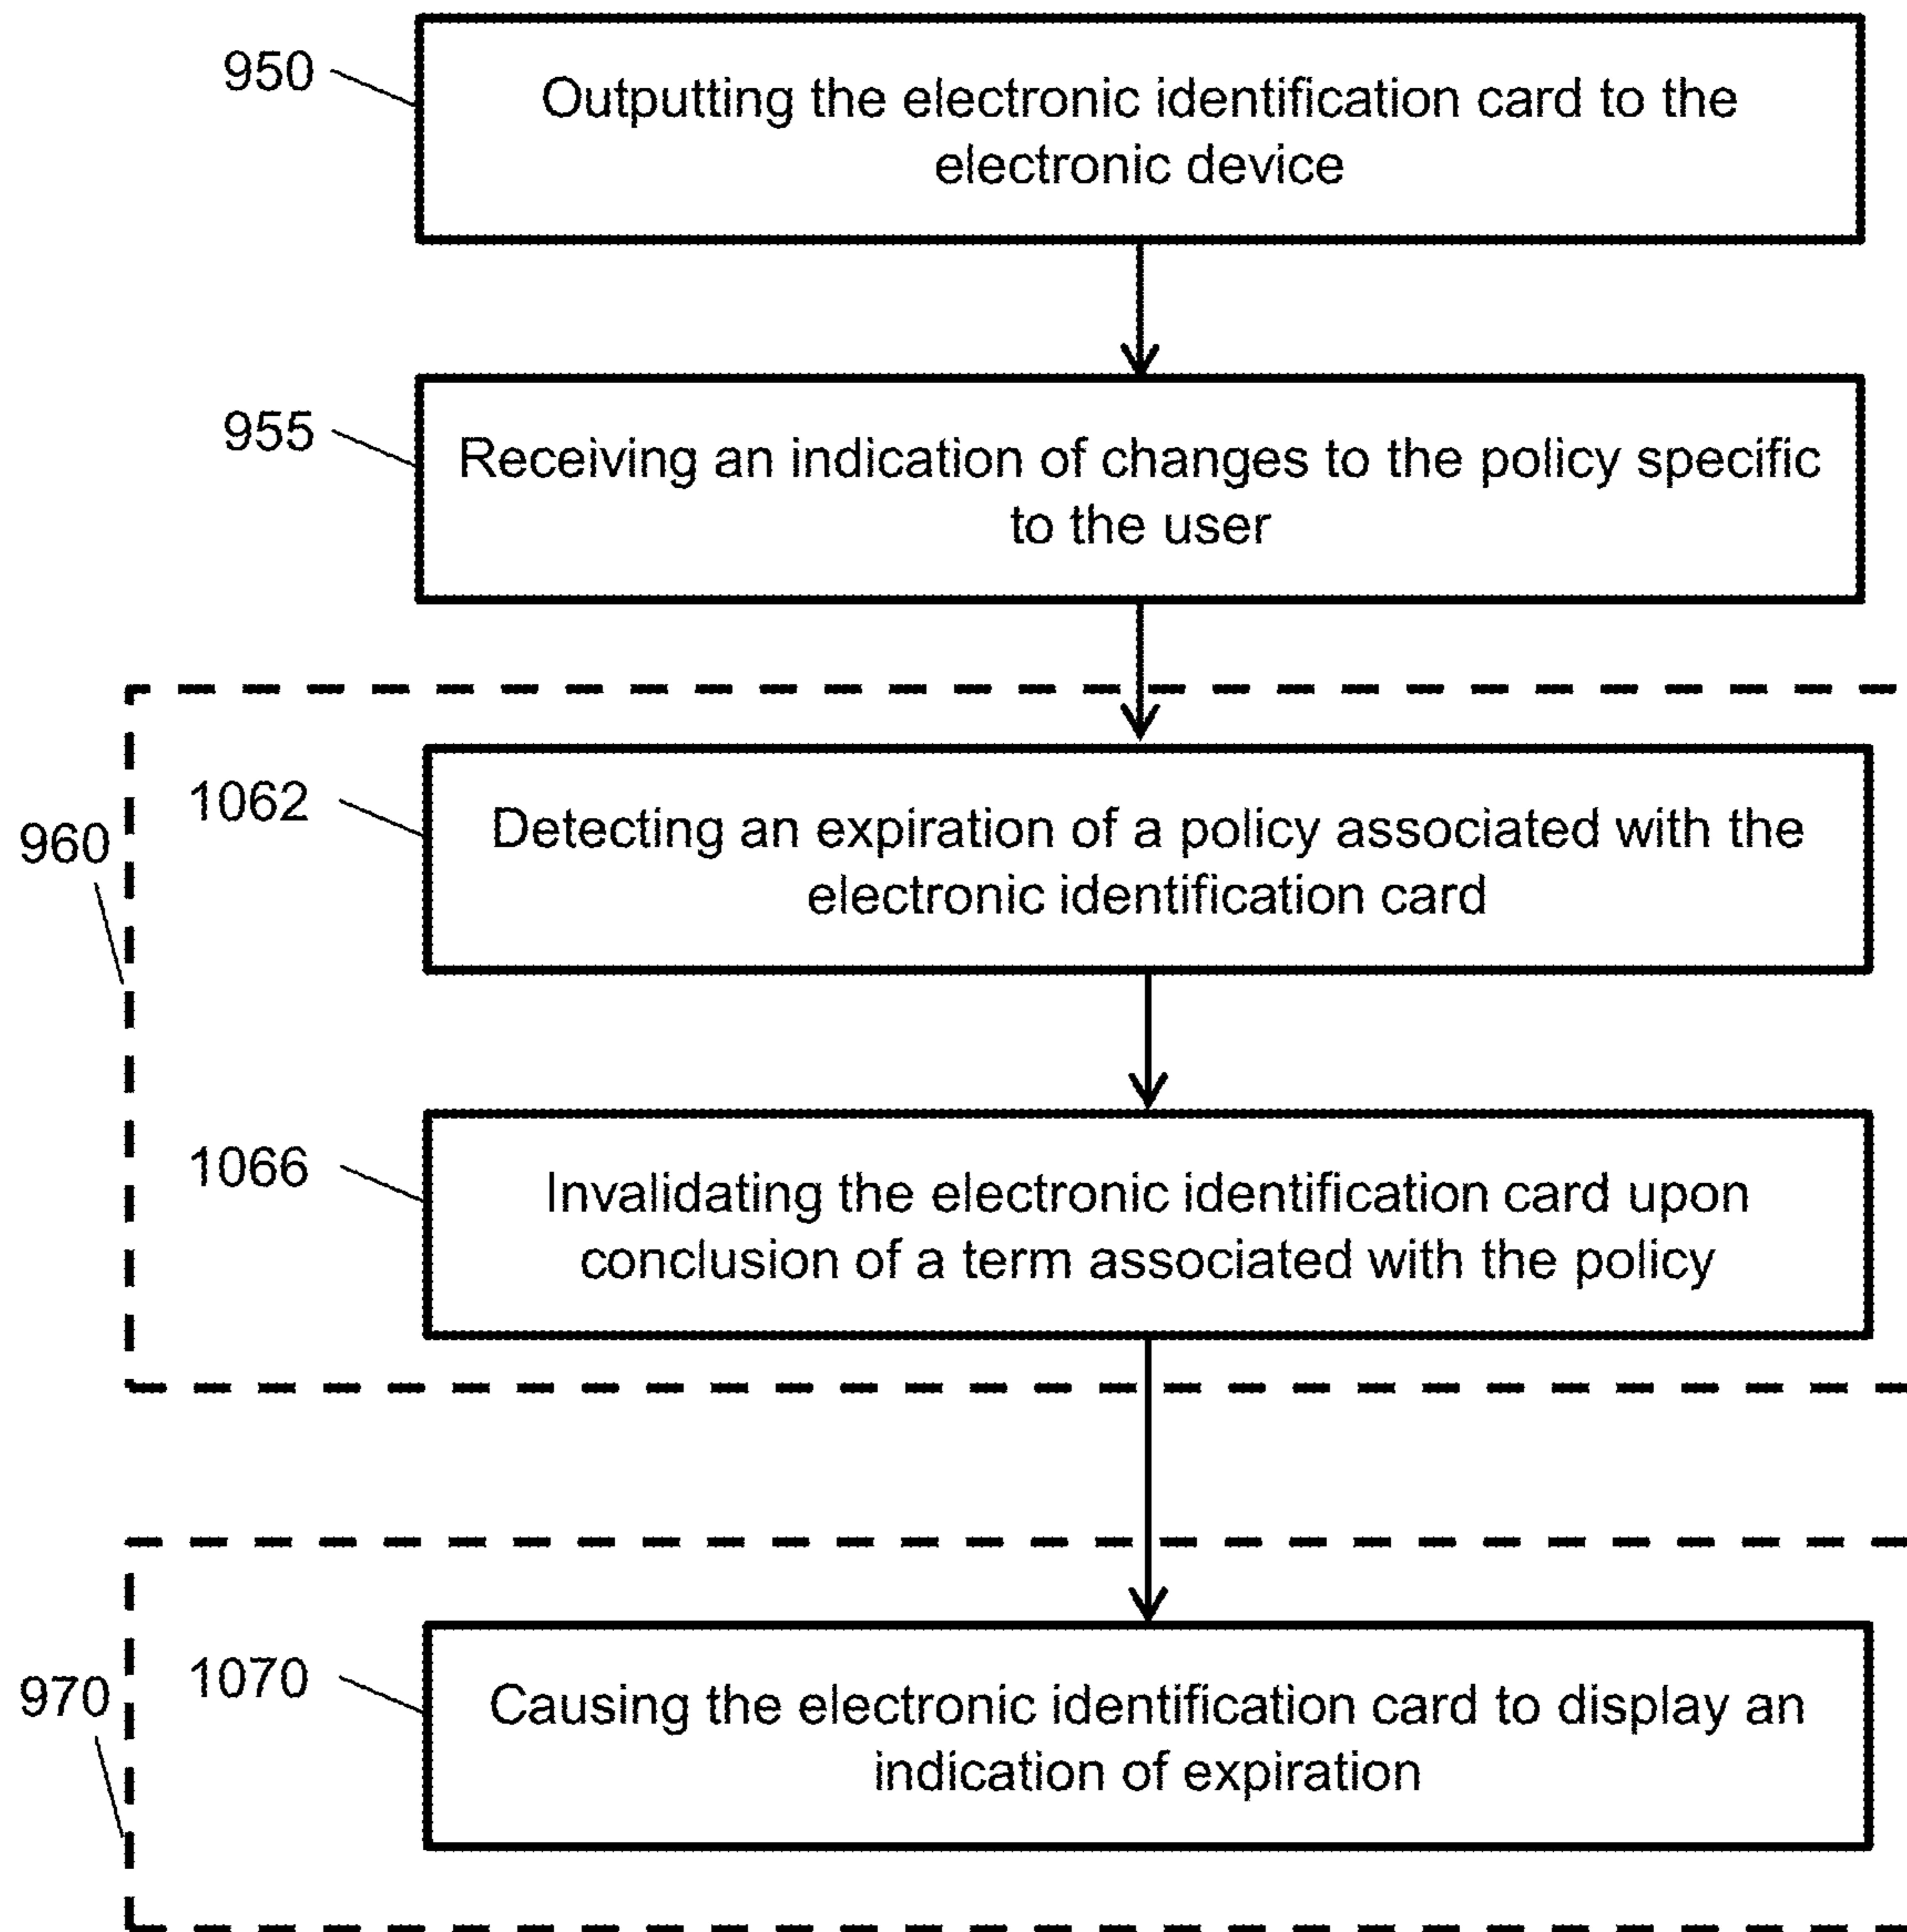 950
Outputting the electronic identification card to the
electronic device
955
Receiving an indication of changes to the policy specific
to the user
960
1062
Detecting an expiration of a policy associated with the
electronic identification card
1066
Invalidating the electronic identification card upon
conclusion of a term associated with the policy
970
1070
Causing the electronic identification card to display an
indication of expiration